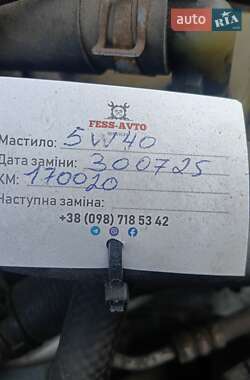 AUTO RIA
FESS-AVTO
Мастило: 5W40
Дата заміни: 300725
КМ: 170020
Наступна заміна:
+38 (098) 718 53 42